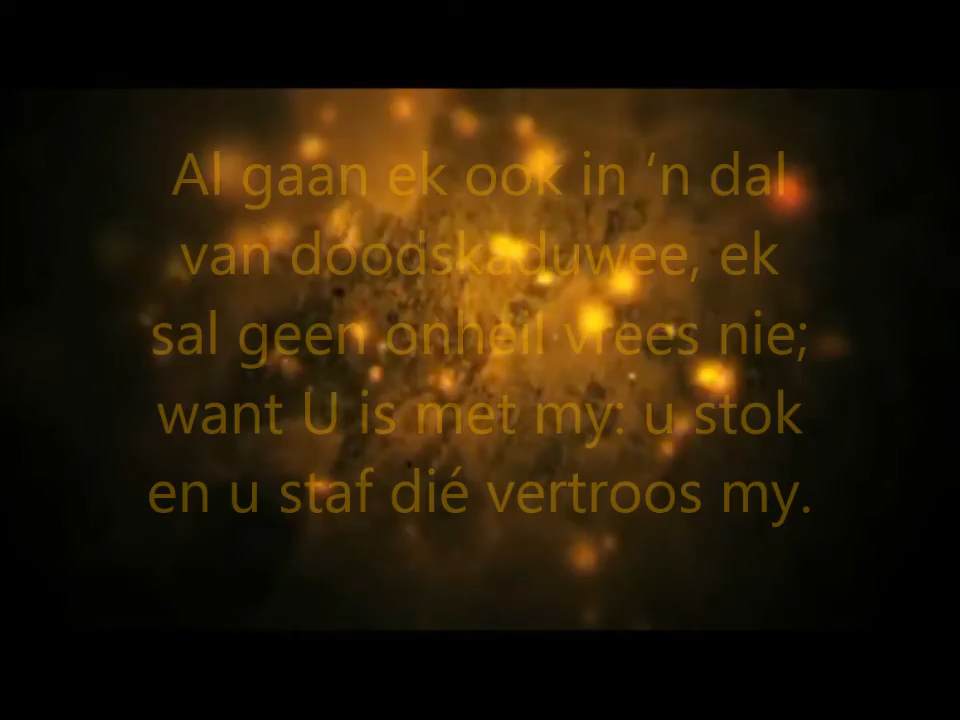 Al gaan ek ook in ‘n dal
van doodskaduwee, ek
sal geen onheil vrees nie;
want U is met my: u stok
en u staf dié vertroos my.